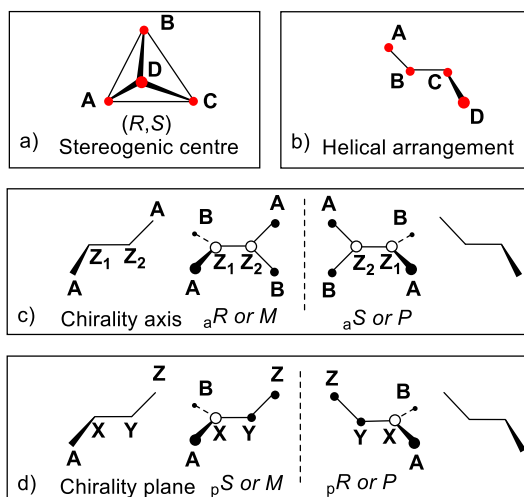 B
D
A
C
(R,S)
a) Stereogenic centre
A
B
C
D
b) Helical arrangement
A
B
A
B
Z1 Z2
Z1 Z2
Z2 Z1
A
A
B
B
A
A
c) Chirality axis aR or M
aS or P
Z
B
Z
Z
B
X Y
X Y
Y X
A
A
A
d) Chirality plane pS or M
pR or P